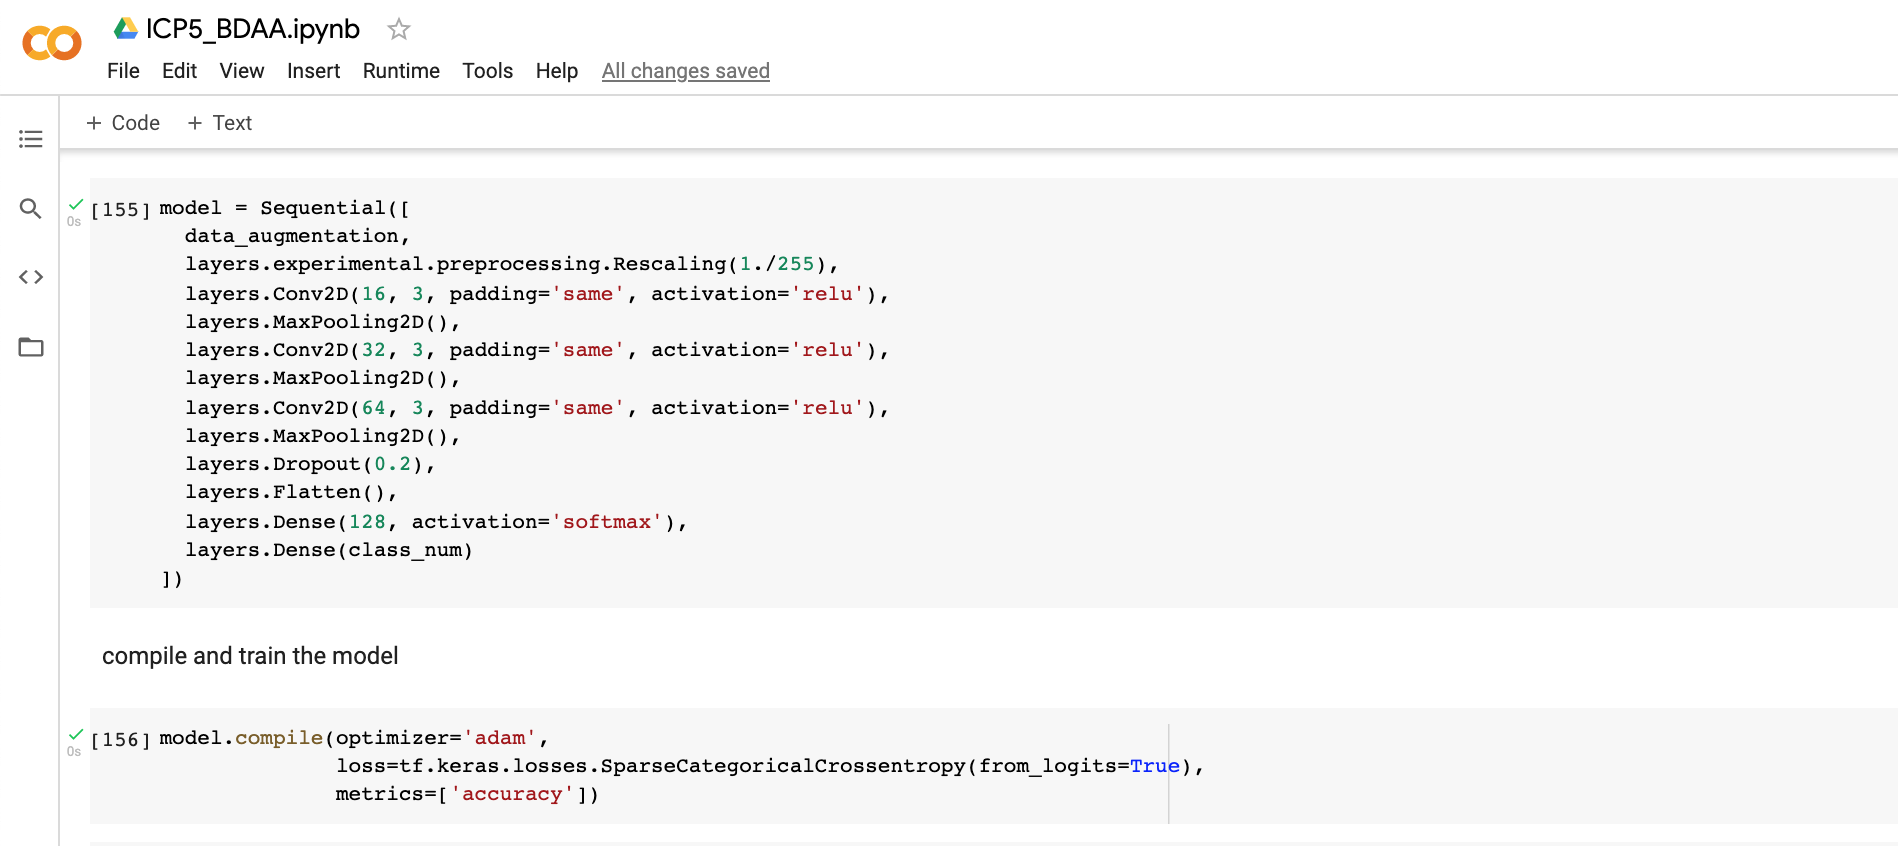 ICP5_BDAA.ipynb
File Edit View Insert Runtime Tools Help All changes saved
+ Code + Text
0s
[155] model = Sequential([
data_augmentation,
layers.experimental.preprocessing.Rescaling(1./255),
layers.Conv2D(16, 3, padding='same', activation='relu'),
layers.MaxPooling2D(),
layers.Conv2D(32, 3, padding='same', activation='relu'),
layers.MaxPooling2D(),
layers.Conv2D(64, 3, padding='same', activation='relu'),
layers.MaxPooling2D(),
layers.Dropout(0.2),
layers.Flatten(),
layers.Dense(128, activation='softmax'),
layers.Dense(class_num)
])
compile and train the model
0s
[156] model.compile(optimizer='adam',
loss=tf.keras.losses.SparseCategoricalCrossentropy(from_logits=True),
metrics=['accuracy'])